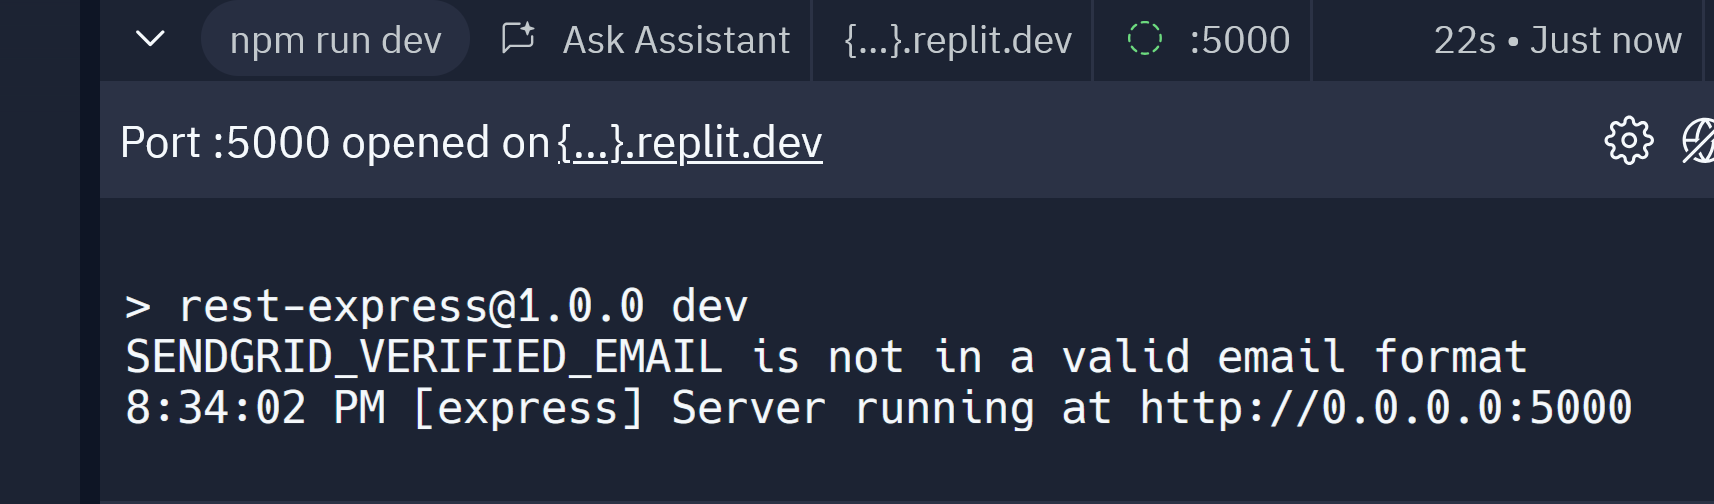 npm run dev Ask Assistant {...}.replit.dev :5000 22s • Just now
Port :5000 opened on {...}.replit.dev
> rest-express@1.0.0 dev
SENDGRID_VERIFIED_EMAIL is not in a valid email format
8:34:02 PM [express] Server running at http://0.0.0.0:5000